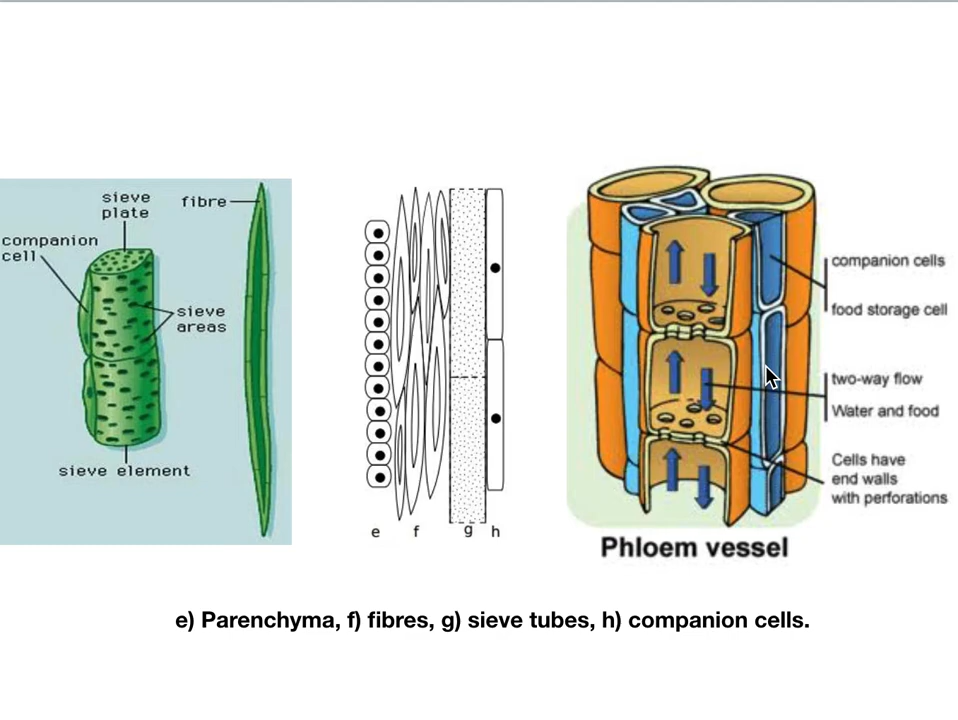 sieve
plate
fibre
companion
cell
sieve
areas
sieve element
e f g h
companion cells
food storage cell
two-way flow
Water and food
Cells have
end walls
with perforations
Phloem vessel
e) Parenchyma, f) fibres, g) sieve tubes, h) companion cells.